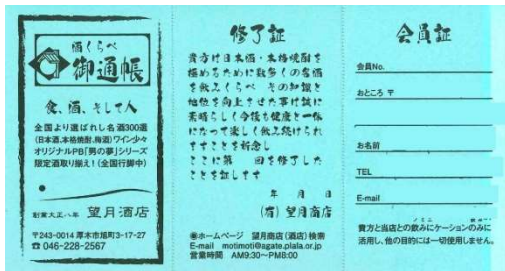 酒くらべ
御通帳
食、酒、そして人
全国より選ばれし名酒300選
(日本酒,本格焼酎,梅酒)ワイン少々
オリジナルPB「男の夢」シリーズ
限定酒取り揃え!(全国行脚中)
創業大正八年 望月酒店
〒243-0014 厚木市旭町3-17-27
☎ 046-228-2567
修了証
貴方は日本酒・本格焼酎を
極めるために数多くの名酒
を飲みくらべ その知識と
地位を向上させた事は誠に
素晴らしく今後も健康と一体
になって楽しく飲み続けられ
ますことを祈念し
ここに第 回を修了した
ことを証します
年 月 日
(有)望月商店
◉ホームページ 望月商店(酒店)検索
E-mail motimoti@agate.plala.or.jp
営業時間 AM9:30〜PM8:00
会員証
会員No.
おところ 〒
お名前
TEL
E-mail
貴方と当店との飲みにケーションのみに
活用し、他の目的には一切使用しません。